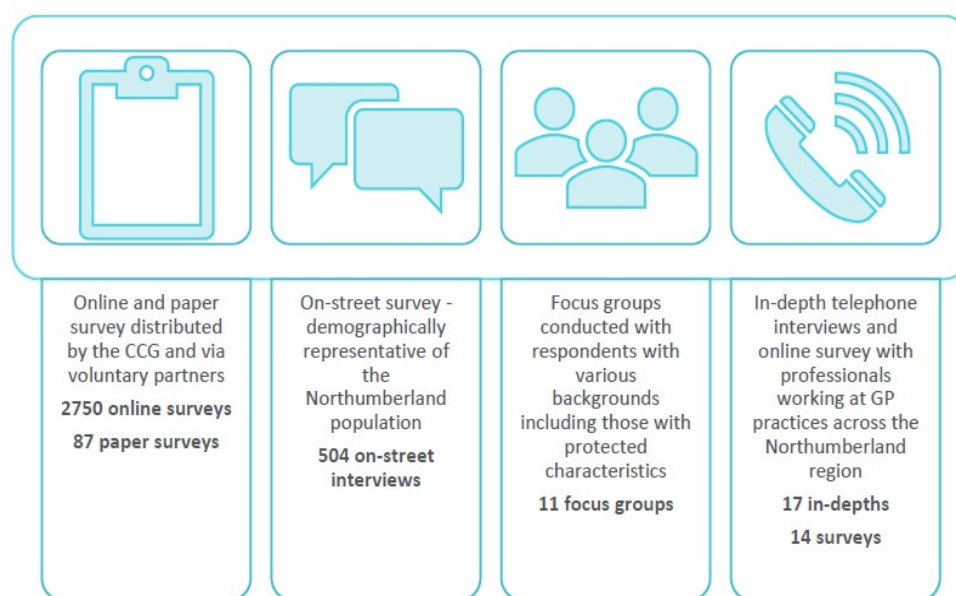 Online and paper
survey distributed
by the CCG and via
voluntary partners
2750 online surveys
87 paper surveys
On-street survey -
demographically
representative of
the
Northumberland
population
504 on-street
interviews
Focus groups
conducted with
respondents with
various
backgrounds
including those with
protected
characteristics
11 focus groups
In-depth telephone
interviews and
online survey with
professionals
working at GP
practices across the
Northumberland
region
17 in-depths
14 surveys